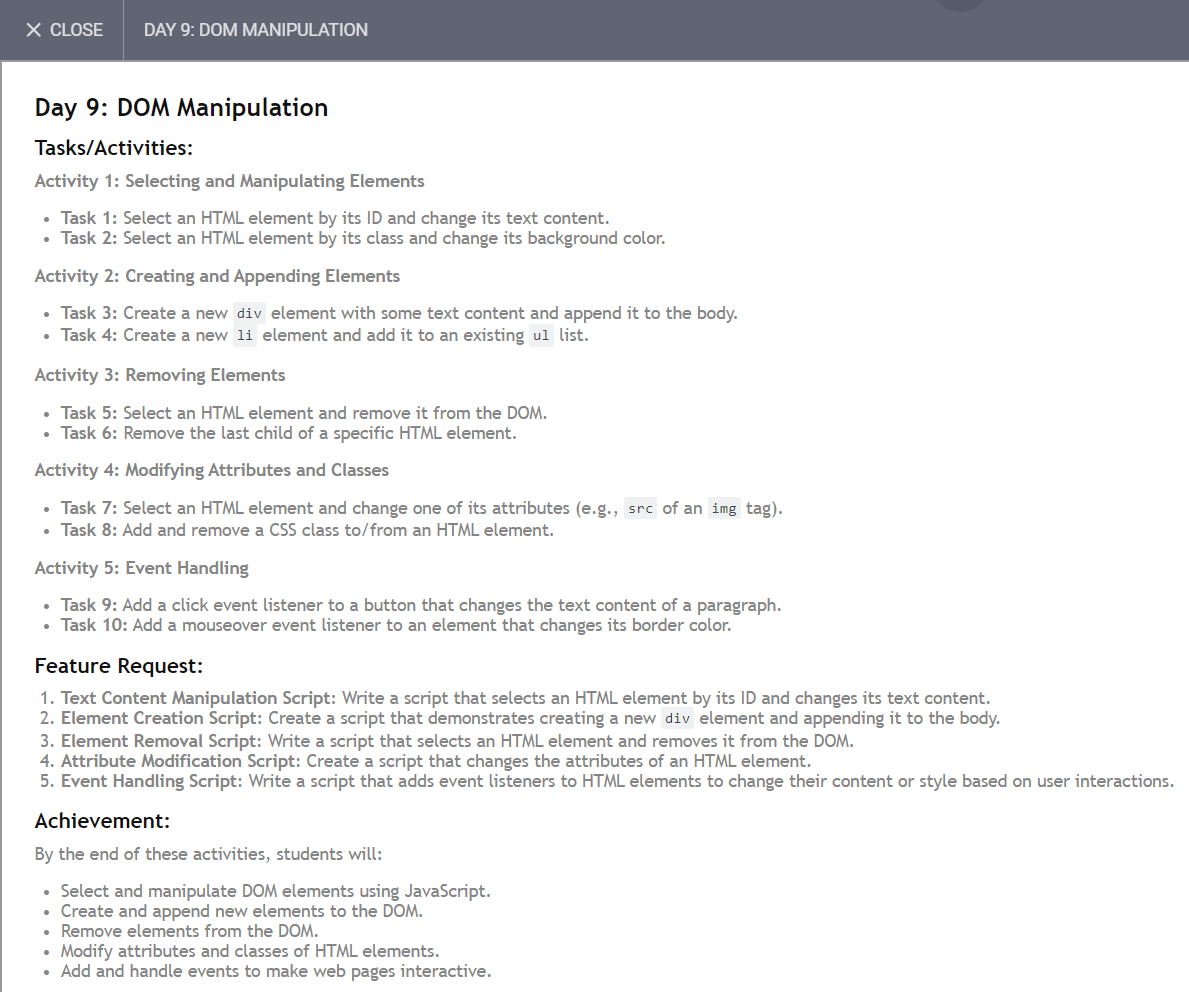 CLOSE
DAY 9: DOM MANIPULATION
Day 9: DOM Manipulation
Tasks/Activities:
Activity 1: Selecting and Manipulating Elements
• Task 1: Select an HTML element by its ID and change its text content.
• Task 2: Select an HTML element by its class and change its background color.
Activity 2: Creating and Appending Elements
• Task 3: Create a new div element with some text content and append it to the body.
• Task 4: Create a new li element and add it to an existing ul list.
Activity 3: Removing Elements
• Task 5: Select an HTML element and remove it from the DOM.
• Task 6: Remove the last child of a specific HTML element.
Activity 4: Modifying Attributes and Classes
• Task 7: Select an HTML element and change one of its attributes (e.g., src of an img tag).
• Task 8: Add and remove a CSS class to/from an HTML element.
Activity 5: Event Handling
• Task 9: Add a click event listener to a button that changes the text content of a paragraph.
• Task 10: Add a mouseover event listener to an element that changes its border color.
Feature Request:
1. Text Content Manipulation Script: Write a script that selects an HTML element by its ID and changes its text content.
2. Element Creation Script: Create a script that demonstrates creating a new div element and appending it to the body.
3. Element Removal Script: Write a script that selects an HTML element and removes it from the DOM.
4. Attribute Modification Script: Create a script that changes the attributes of an HTML element.
5. Event Handling Script: Write a script that adds event listeners to HTML elements to change their content or style based on user interactions.
Achievement:
By the end of these activities, students will:
• Select and manipulate DOM elements using JavaScript.
• Create and append new elements to the DOM.
• Remove elements from the DOM.
• Modify attributes and classes of HTML elements.
• Add and handle events to make web pages interactive.